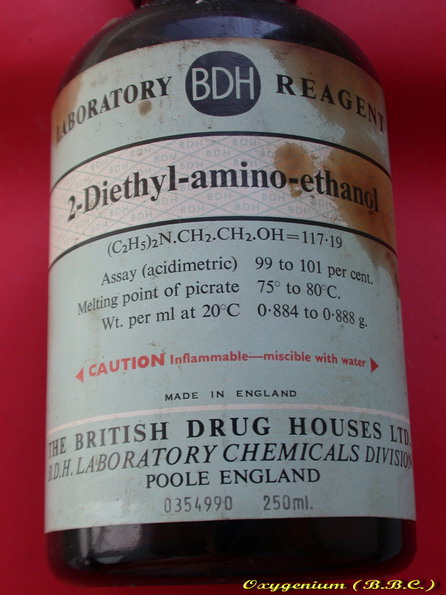 LABORATORY BDH REAGENT
2-Diethyl-amino-ethanol
(C₂H₅)₂N.CH₂.CH₂.OH=117·19
Assay (acidimetric) 99 to 101 per cent.
Melting point of picrate 75° to 80°C.
Wt. per ml at 20°C 0·884 to 0·888 g.
CAUTION Inflammable—miscible with water
MADE IN ENGLAND
THE BRITISH DRUG HOUSES LTD.
B.D.H. LABORATORY CHEMICALS DIVISION
POOLE ENGLAND
0354990 250ml.
Oxygenium (B.B.C.)